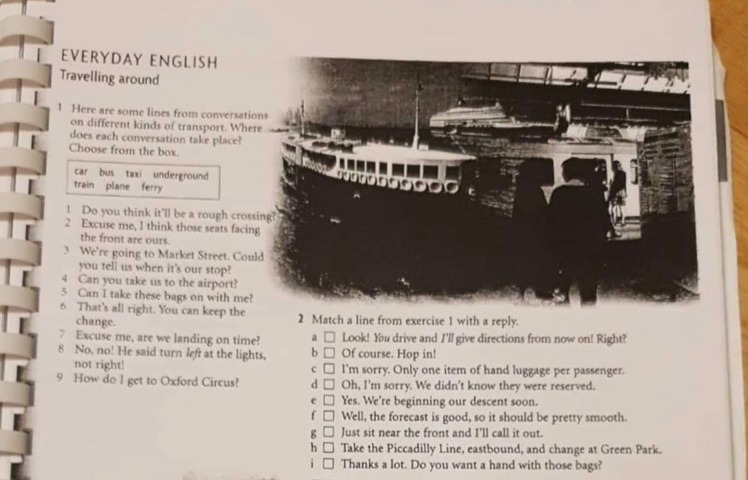 EVERYDAY ENGLISH
Travelling around
1 Here are some lines from conversations
on different kinds of transport. Where
does each conversation take place?
Choose from the box.
car bus taxi underground
train plane ferry
1 Do you think it'll be a rough crossing?
2 Excuse me, I think those seats facing
the front are ours.
3 We're going to Market Street. Could
you tell us when it's our stop?
4 Can you take us to the airport?
5 Can I take these bags on with me?
6 That's all right. You can keep the
change.
7 Excuse me, are we landing on time?
8 No, no! He said turn left at the lights,
not right!
9 How do I get to Oxford Circus?
2 Match a line from exercise 1 with a reply.
a □ Look! You drive and I'll give directions from now on! Right?
b □ Of course. Hop in!
c □ I'm sorry. Only one item of hand luggage per passenger.
d □ Oh, I'm sorry. We didn't know they were reserved.
e □ Yes. We're beginning our descent soon.
f □ Well, the forecast is good, so it should be pretty smooth.
g □ Just sit near the front and I'll call it out.
h □ Take the Piccadilly Line, eastbound, and change at Green Park.
i □ Thanks a lot. Do you want a hand with those bags?